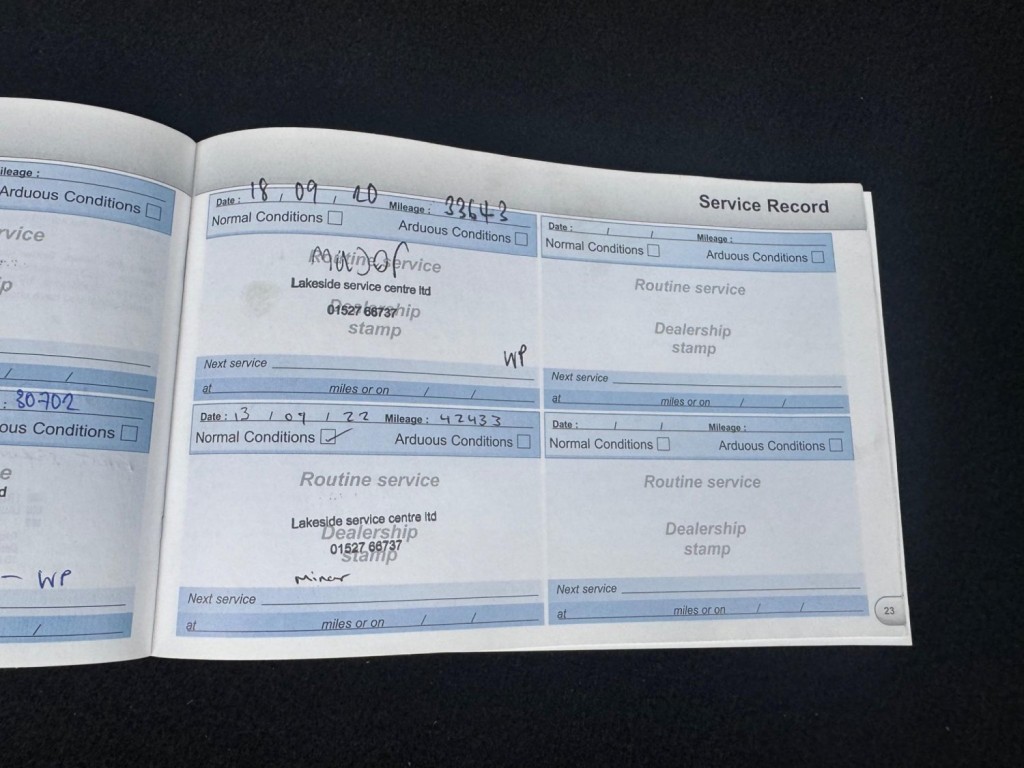 ileage :
Arduous Conditions
rvice
p
/ /
: 30702
ous Conditions
e
d
– WP
/
Service Record
Date : 18 / 09 / 20 Mileage : 33643
Normal Conditions Arduous Conditions
Routine service
Major
Lakeside service centre ltd
Dealership
01527 66737
stamp
WP
Next service
at miles or on / /
Date : 13 / 09 / 22 Mileage : 42433
Normal Conditions ✓ Arduous Conditions
Routine service
Lakeside service centre ltd
Dealership
01527 66737
stamp
minor
Next service
at miles or on / /
Date : / / Mileage :
Normal Conditions Arduous Conditions
Routine service
Dealership
stamp
Next service
at miles or on / /
Date : / / Mileage :
Normal Conditions Arduous Conditions
Routine service
Dealership
stamp
Next service
at miles or on / /
23